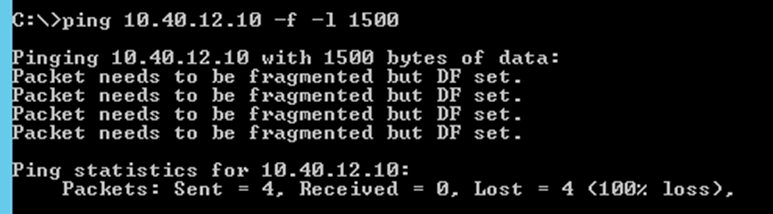 C:\>ping 10.40.12.10 -f -l 1500
Pinging 10.40.12.10 with 1500 bytes of data:
Packet needs to be fragmented but DF set.
Packet needs to be fragmented but DF set.
Packet needs to be fragmented but DF set.
Packet needs to be fragmented but DF set.
Ping statistics for 10.40.12.10:
Packets: Sent = 4, Received = 0, Lost = 4 (100% loss),